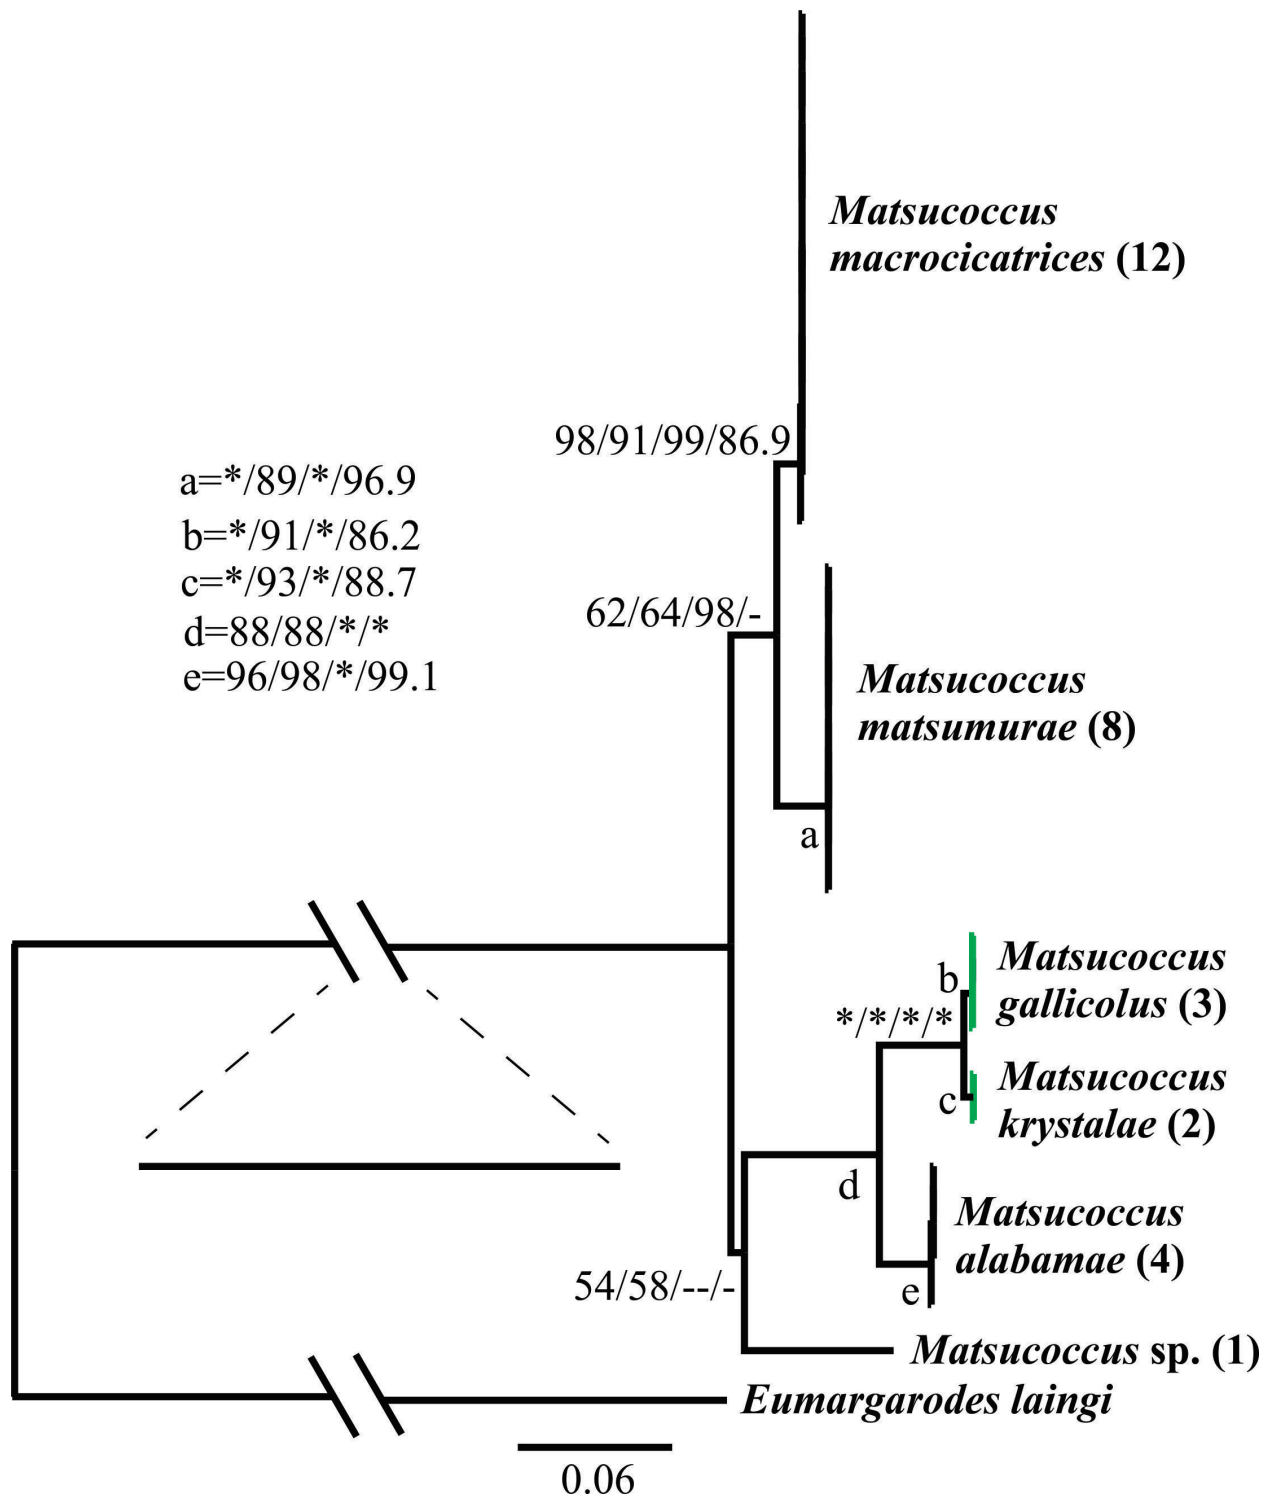 Matsucoccus
macrocicatrices (12)
98/91/99/86.9
a=*/89/*/96.9
b=*/91/*/86.2
c=*/93/*/88.7
d=88/88/*/*
e=96/98/*/99.1
62/64/98/-
Matsucoccus
matsumurae (8)
a
Matsucoccus
gallicolus (3)
b
*/*/*/*
Matsucoccus
krystalae (2)
c
d
Matsucoccus
alabamae (4)
e
54/58/--/-
Matsucoccus sp. (1)
Eumargarodes laingi
0.06